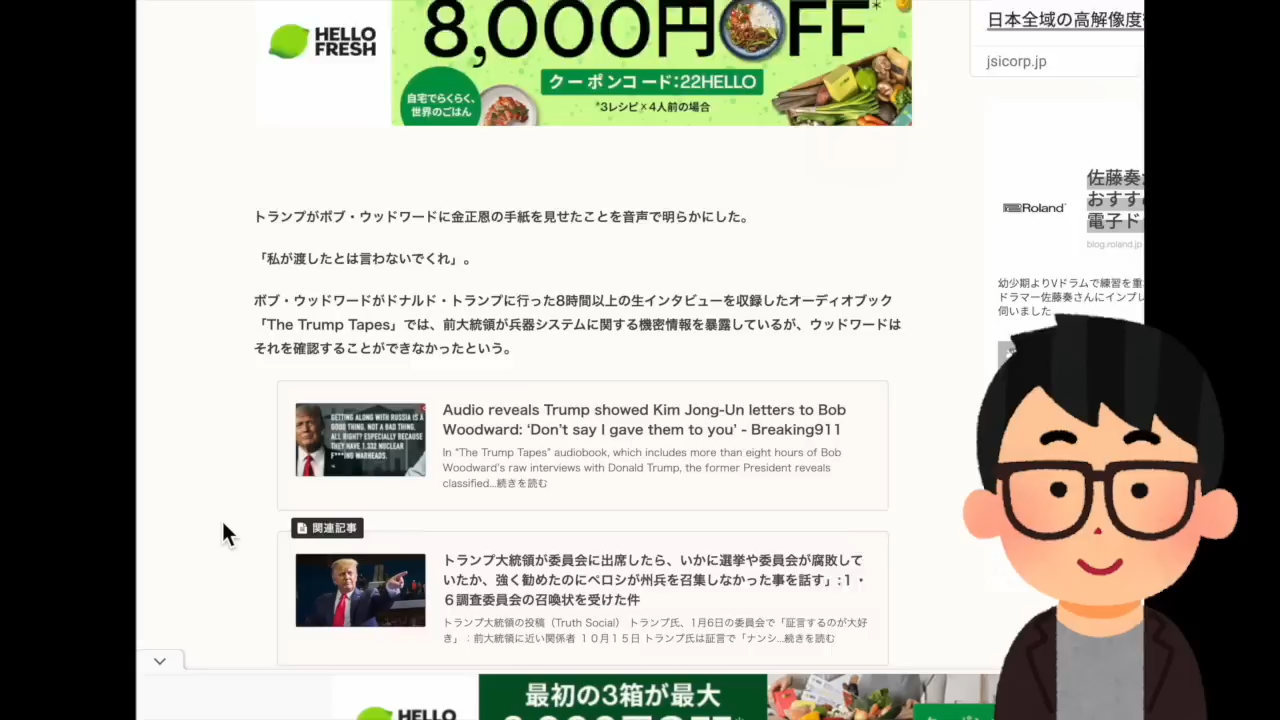 HELLO
FRESH
8,000円OFF*
クーポンコード:22HELLO
自宅でらくらく、
世界のごはん
*3レシピ×4人前の場合
日本全域の高解像度
jsicorp.jp
Roland
佐藤奏
おすす
電子ド
blog.roland.jp
幼少期よりVドラムで練習を重
ドラマー佐藤奏さんにインプレ
伺いました
トランプがボブ・ウッドワードに金正恩の手紙を見せたことを音声で明らかにした。
「私が渡したとは言わないでくれ」。
ボブ・ウッドワードがドナルド・トランプに行った8時間以上の生インタビューを収録したオーディオブック
「The Trump Tapes」では、前大統領が兵器システムに関する機密情報を暴露しているが、ウッドワードは
それを確認することができなかったという。
GETTING ALONG WITH RUSSIA IS A
GOOD THING, NOT A BAD THING,
ALL RIGHT? ESPECIALLY BECAUSE
THEY HAVE 1,332 NUCLEAR
F***ING WARHEADS.
Audio reveals Trump showed Kim Jong-Un letters to Bob
Woodward: ‘Don’t say I gave them to you’ - Breaking911
In “The Trump Tapes” audiobook, which includes more than eight hours of Bob
Woodward’s raw interviews with Donald Trump, the former President reveals
classified...続きを読む
関連記事
トランプ大統領が委員会に出席したら、いかに選挙や委員会が腐敗して
いたか、強く勧めたのにペロシが州兵を召集しなかった事を話す」:１・
６調査委員会の召喚状を受けた件
トランプ大統領の投稿（Truth Social） トランプ氏、1月6日の委員会で「証言するのが大好
き」：前大統領に近い関係者 １０月１５日 トランプ氏は証言で「ナンシ...続きを読む
HELLO
最初の3箱が最大